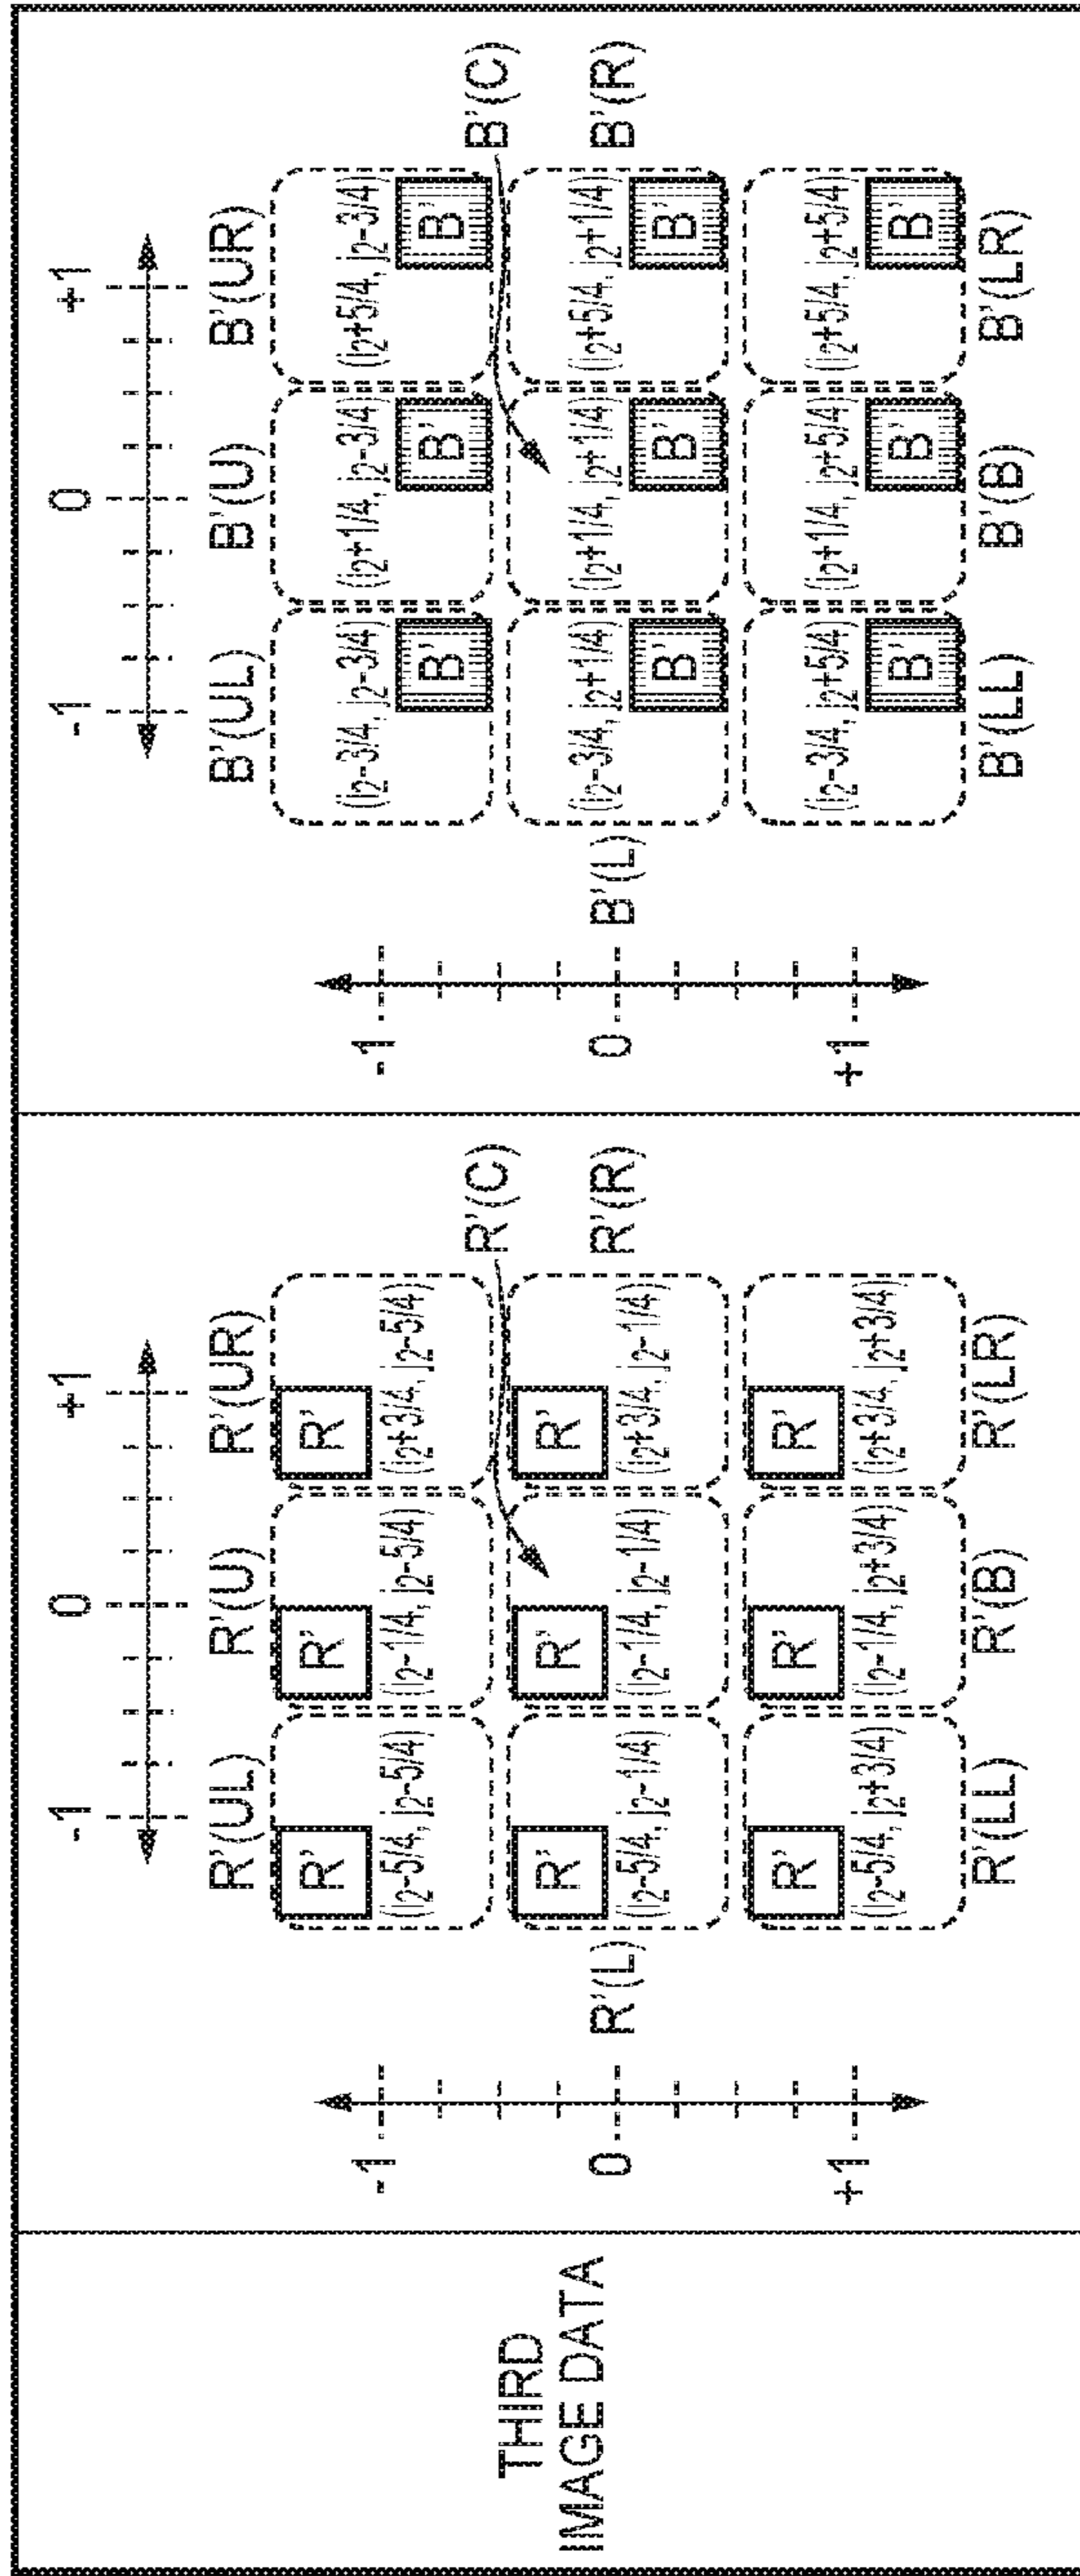 THIRD
IMAGE DATA
-1 0 +1
R'(UL) R'(U) R'(UR)
-1
R' R' R'
(i2-5/4, j2-5/4) (i2-1/4, j2-5/4) (i2+3/4, j2-5/4)
R'(C)
0
R'(L) R' R' R' R'(R)
(i2-5/4, j2-1/4) (i2-1/4, j2-1/4) (i2+3/4, j2-1/4)
+1
R' R' R'
(i2-5/4, j2+3/4) (i2-1/4, j2+3/4) (i2+3/4, j2+3/4)
R'(LL) R'(B) R'(LR)
-1 0 +1
B'(UL) B'(U) B'(UR)
-1
(i2-3/4, j2-3/4) (i2+1/4, j2-3/4) (i2+5/4, j2-3/4)
B' B' B'
B'(C)
0
B'(L) (i2-3/4, j2+1/4) (i2+1/4, j2+1/4) (i2+5/4, j2+1/4) B'(R)
B' B' B'
+1
(i2-3/4, j2+5/4) (i2+1/4, j2+5/4) (i2+5/4, j2+5/4)
B' B' B'
B'(LL) B'(B) B'(LR)